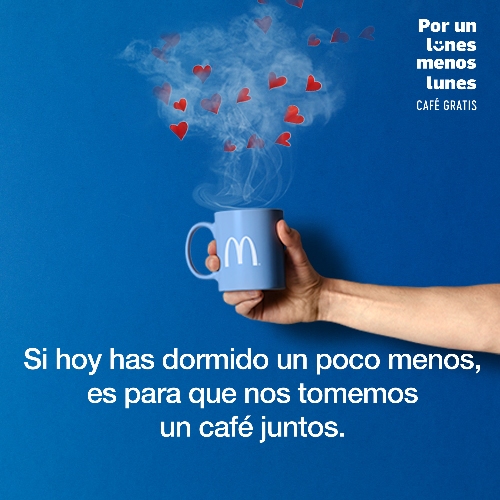 Por un
lunes
menos
lunes
CAFÉ GRATIS
M
Si hoy has dormido un poco menos,
es para que nos tomemos
un café juntos.